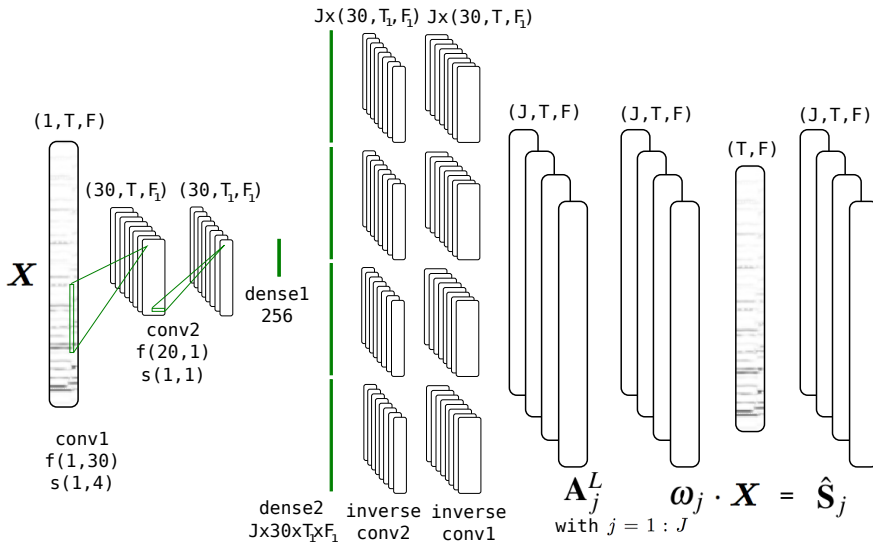 Jx(30,T₁,F₁) Jx(30,T,F₁)
(1,T,F)
(J,T,F) (J,T,F) (J,T,F)
(T,F)
(30,T,F₁) (30,T₁,F₁)
X
dense1
256
conv2
f(20,1)
s(1,1)
conv1
f(1,30)
s(1,4)
dense2
Jx30xT₁xF₁
inverse
conv2
inverse
conv1
A_j^L
with j = 1 : J
ω_j · X = Ŝ_j